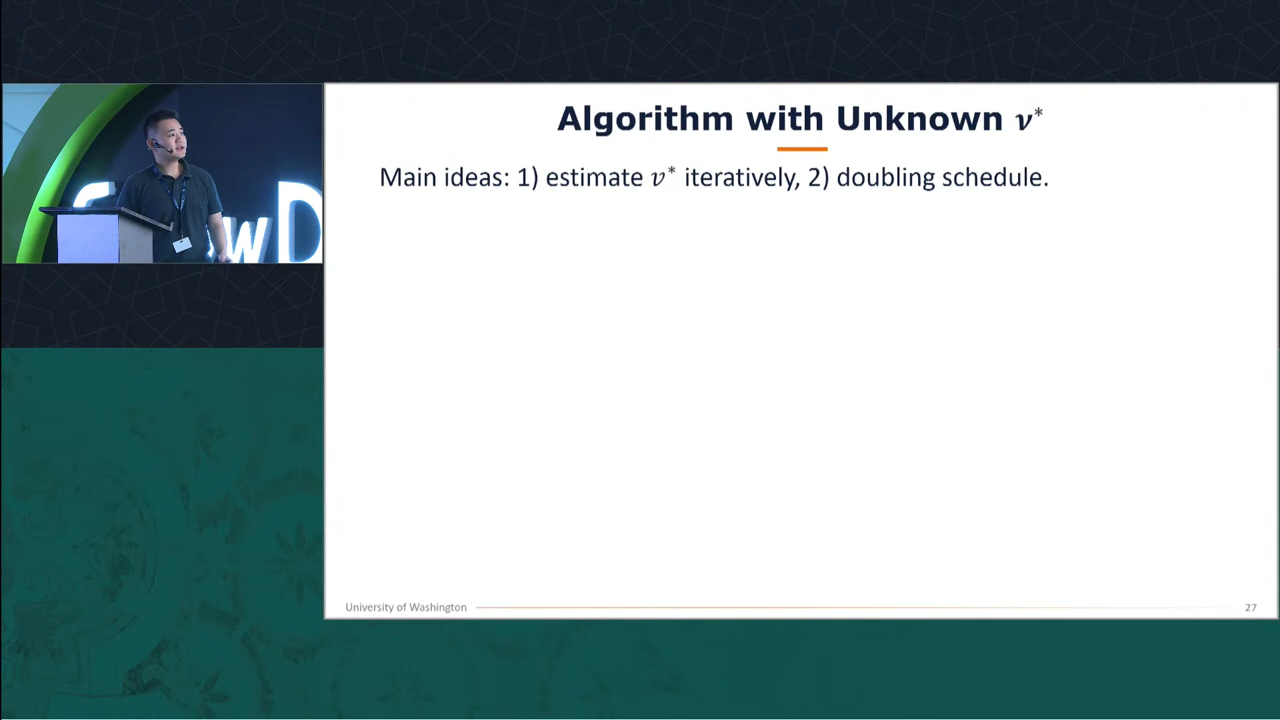 Algorithm with Unknown 𝒗*
Main ideas: 1) estimate 𝑣* iteratively, 2) doubling schedule.
University of Washington
27